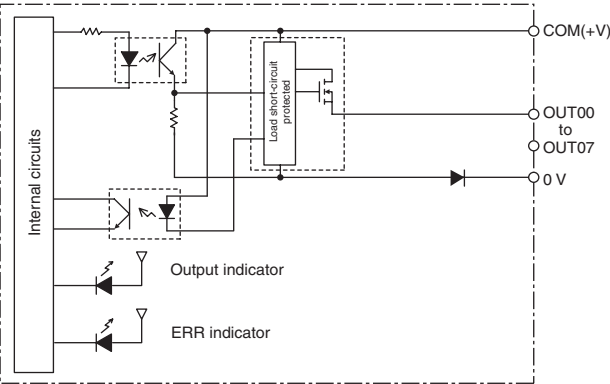 COM(+V)
Load short-circuit
protected
OUT00
to
OUT07
0 V
Internal circuits
Output indicator
ERR indicator